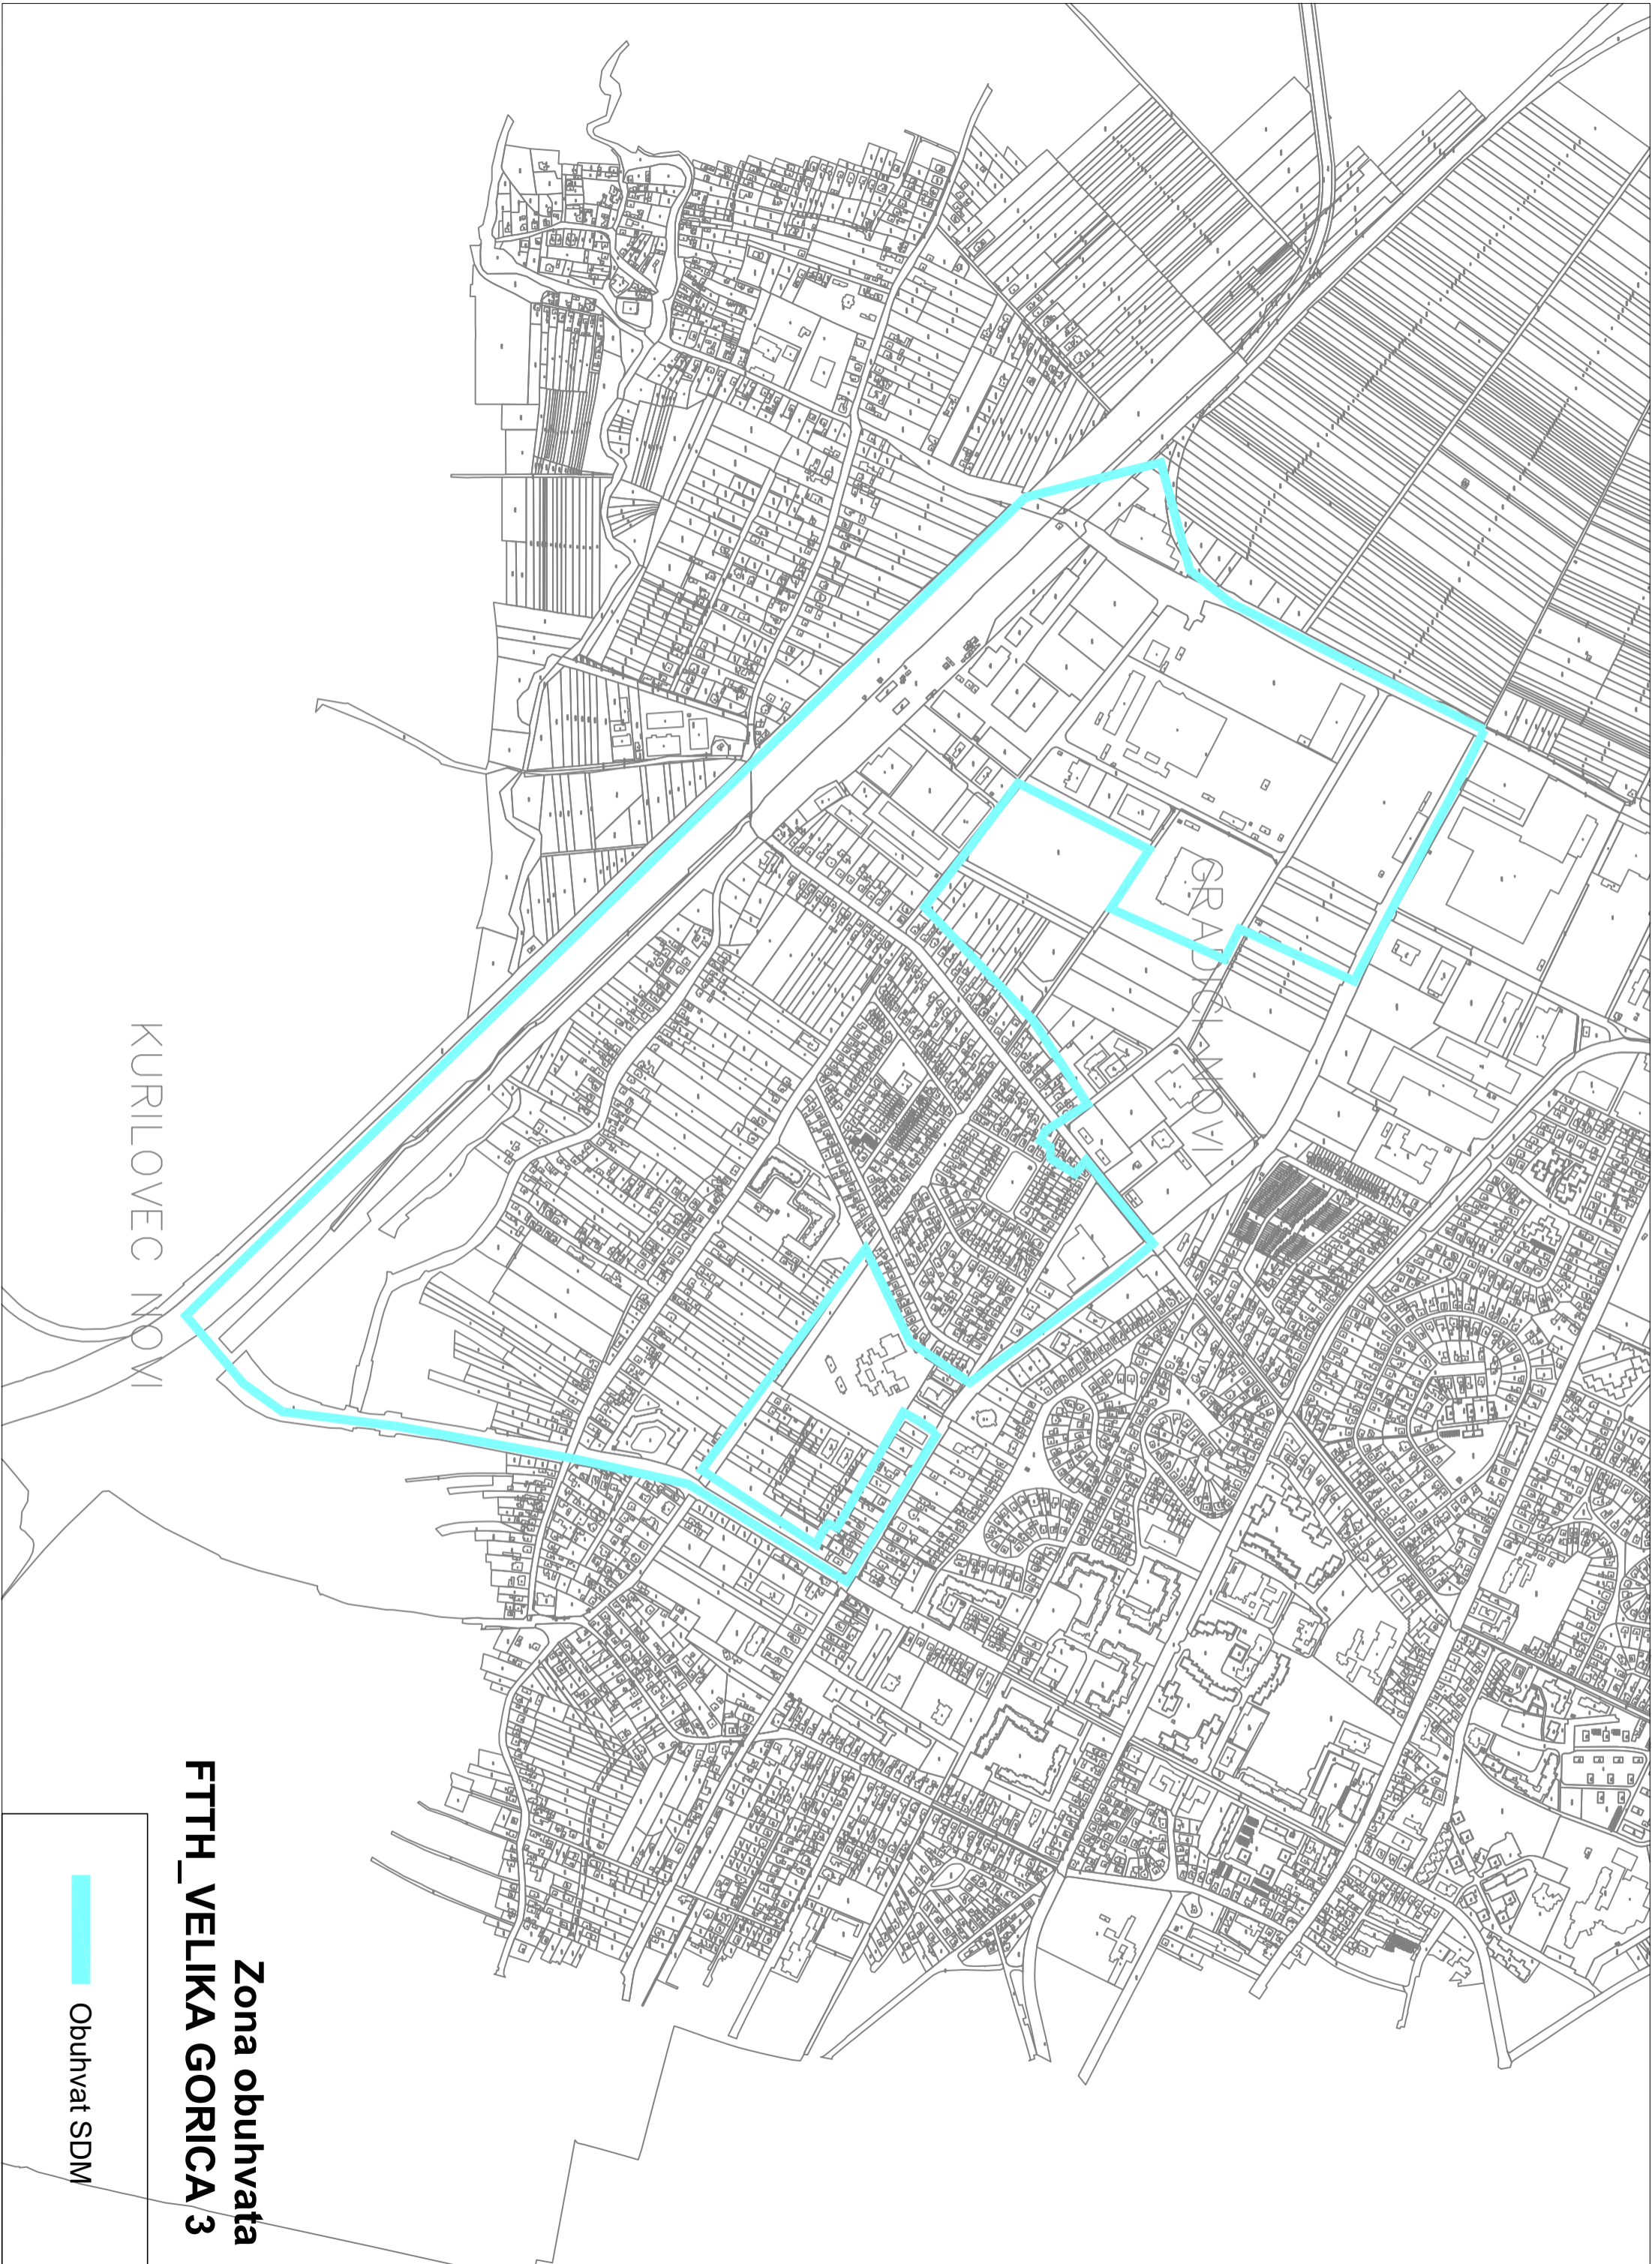 GRADIĆI NOVI
KURILOVEC NOVI
Zona obuhvata
FTTH_VELIKA GORICA 3
Obuhvat SDM